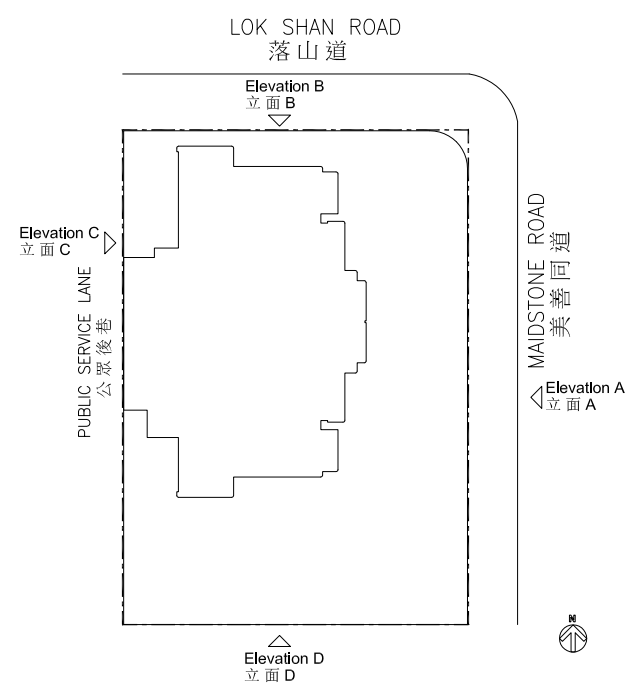 LOK SHAN ROAD
落山道
Elevation B
立面 B
Elevation C
立面 C
PUBLIC SERVICE LANE
公眾後巷
MAIDSTONE ROAD
美善同道
Elevation A
立面 A
N
Elevation D
立面 D